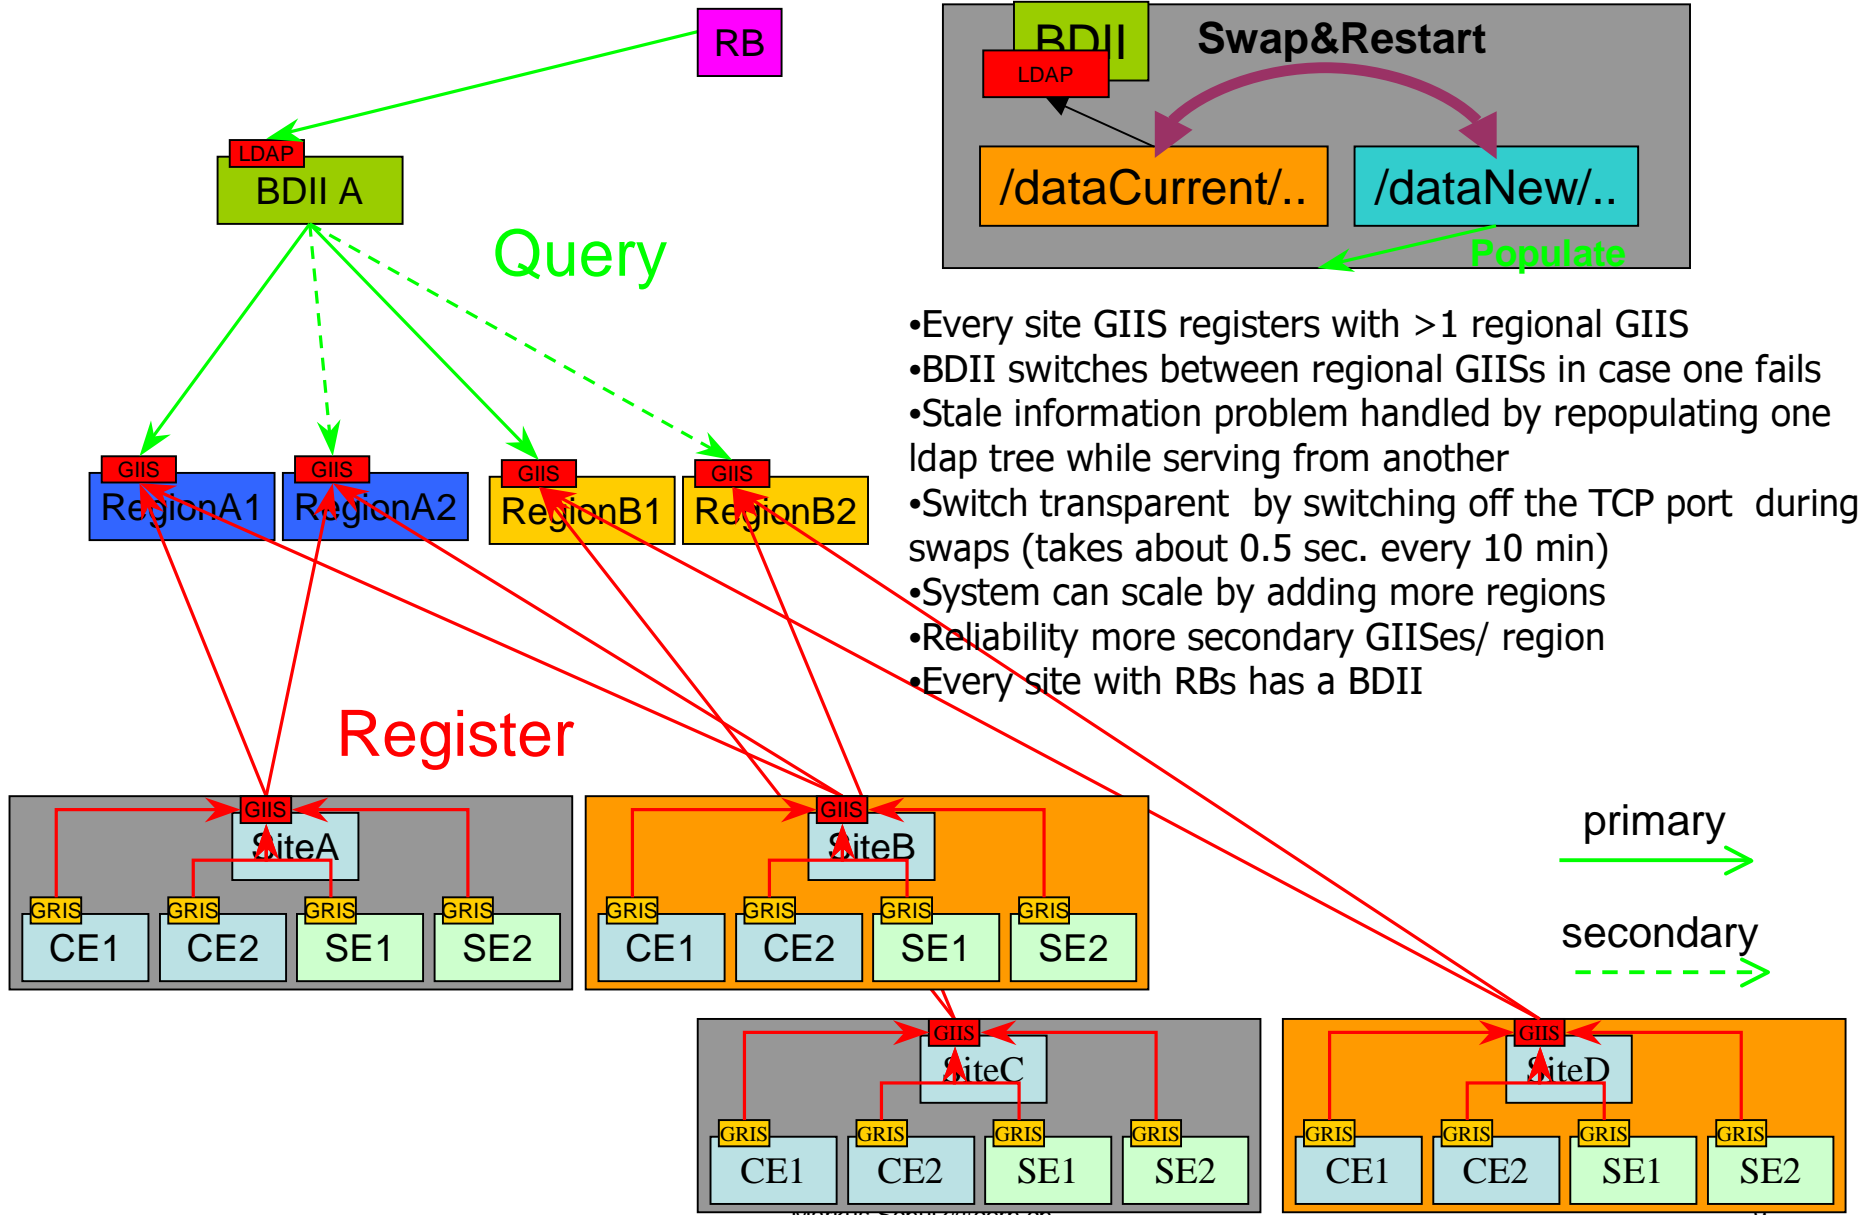 RB
BDII
Swap&Restart
LDAP
LDAP
BDII A
/dataCurrent/..
/dataNew/..
Query
Populate
•Every site GIIS registers with >1 regional GIIS
•BDII switches between regional GIISs in case one fails
•Stale information problem handled by repopulating one
ldap tree while serving from another
•Switch transparent  by switching off the TCP port  during
swaps (takes about 0.5 sec. every 10 min)
•System can scale by adding more regions
•Reliability more secondary GIISes/ region
•Every site with RBs has a BDII
GIIS
GIIS
GIIS
GIIS
RegionA1
RegionA2
RegionB1
RegionB2
Register
GIIS
SiteA
GRIS
GRIS
GRIS
GRIS
CE1
CE2
SE1
SE2
GIIS
SiteB
GRIS
GRIS
GRIS
GRIS
CE1
CE2
SE1
SE2
primary
secondary
GIIS
SiteC
GRIS
GRIS
GRIS
GRIS
CE1
CE2
SE1
SE2
GIIS
SiteD
GRIS
GRIS
GRIS
GRIS
CE1
CE2
SE1
SE2